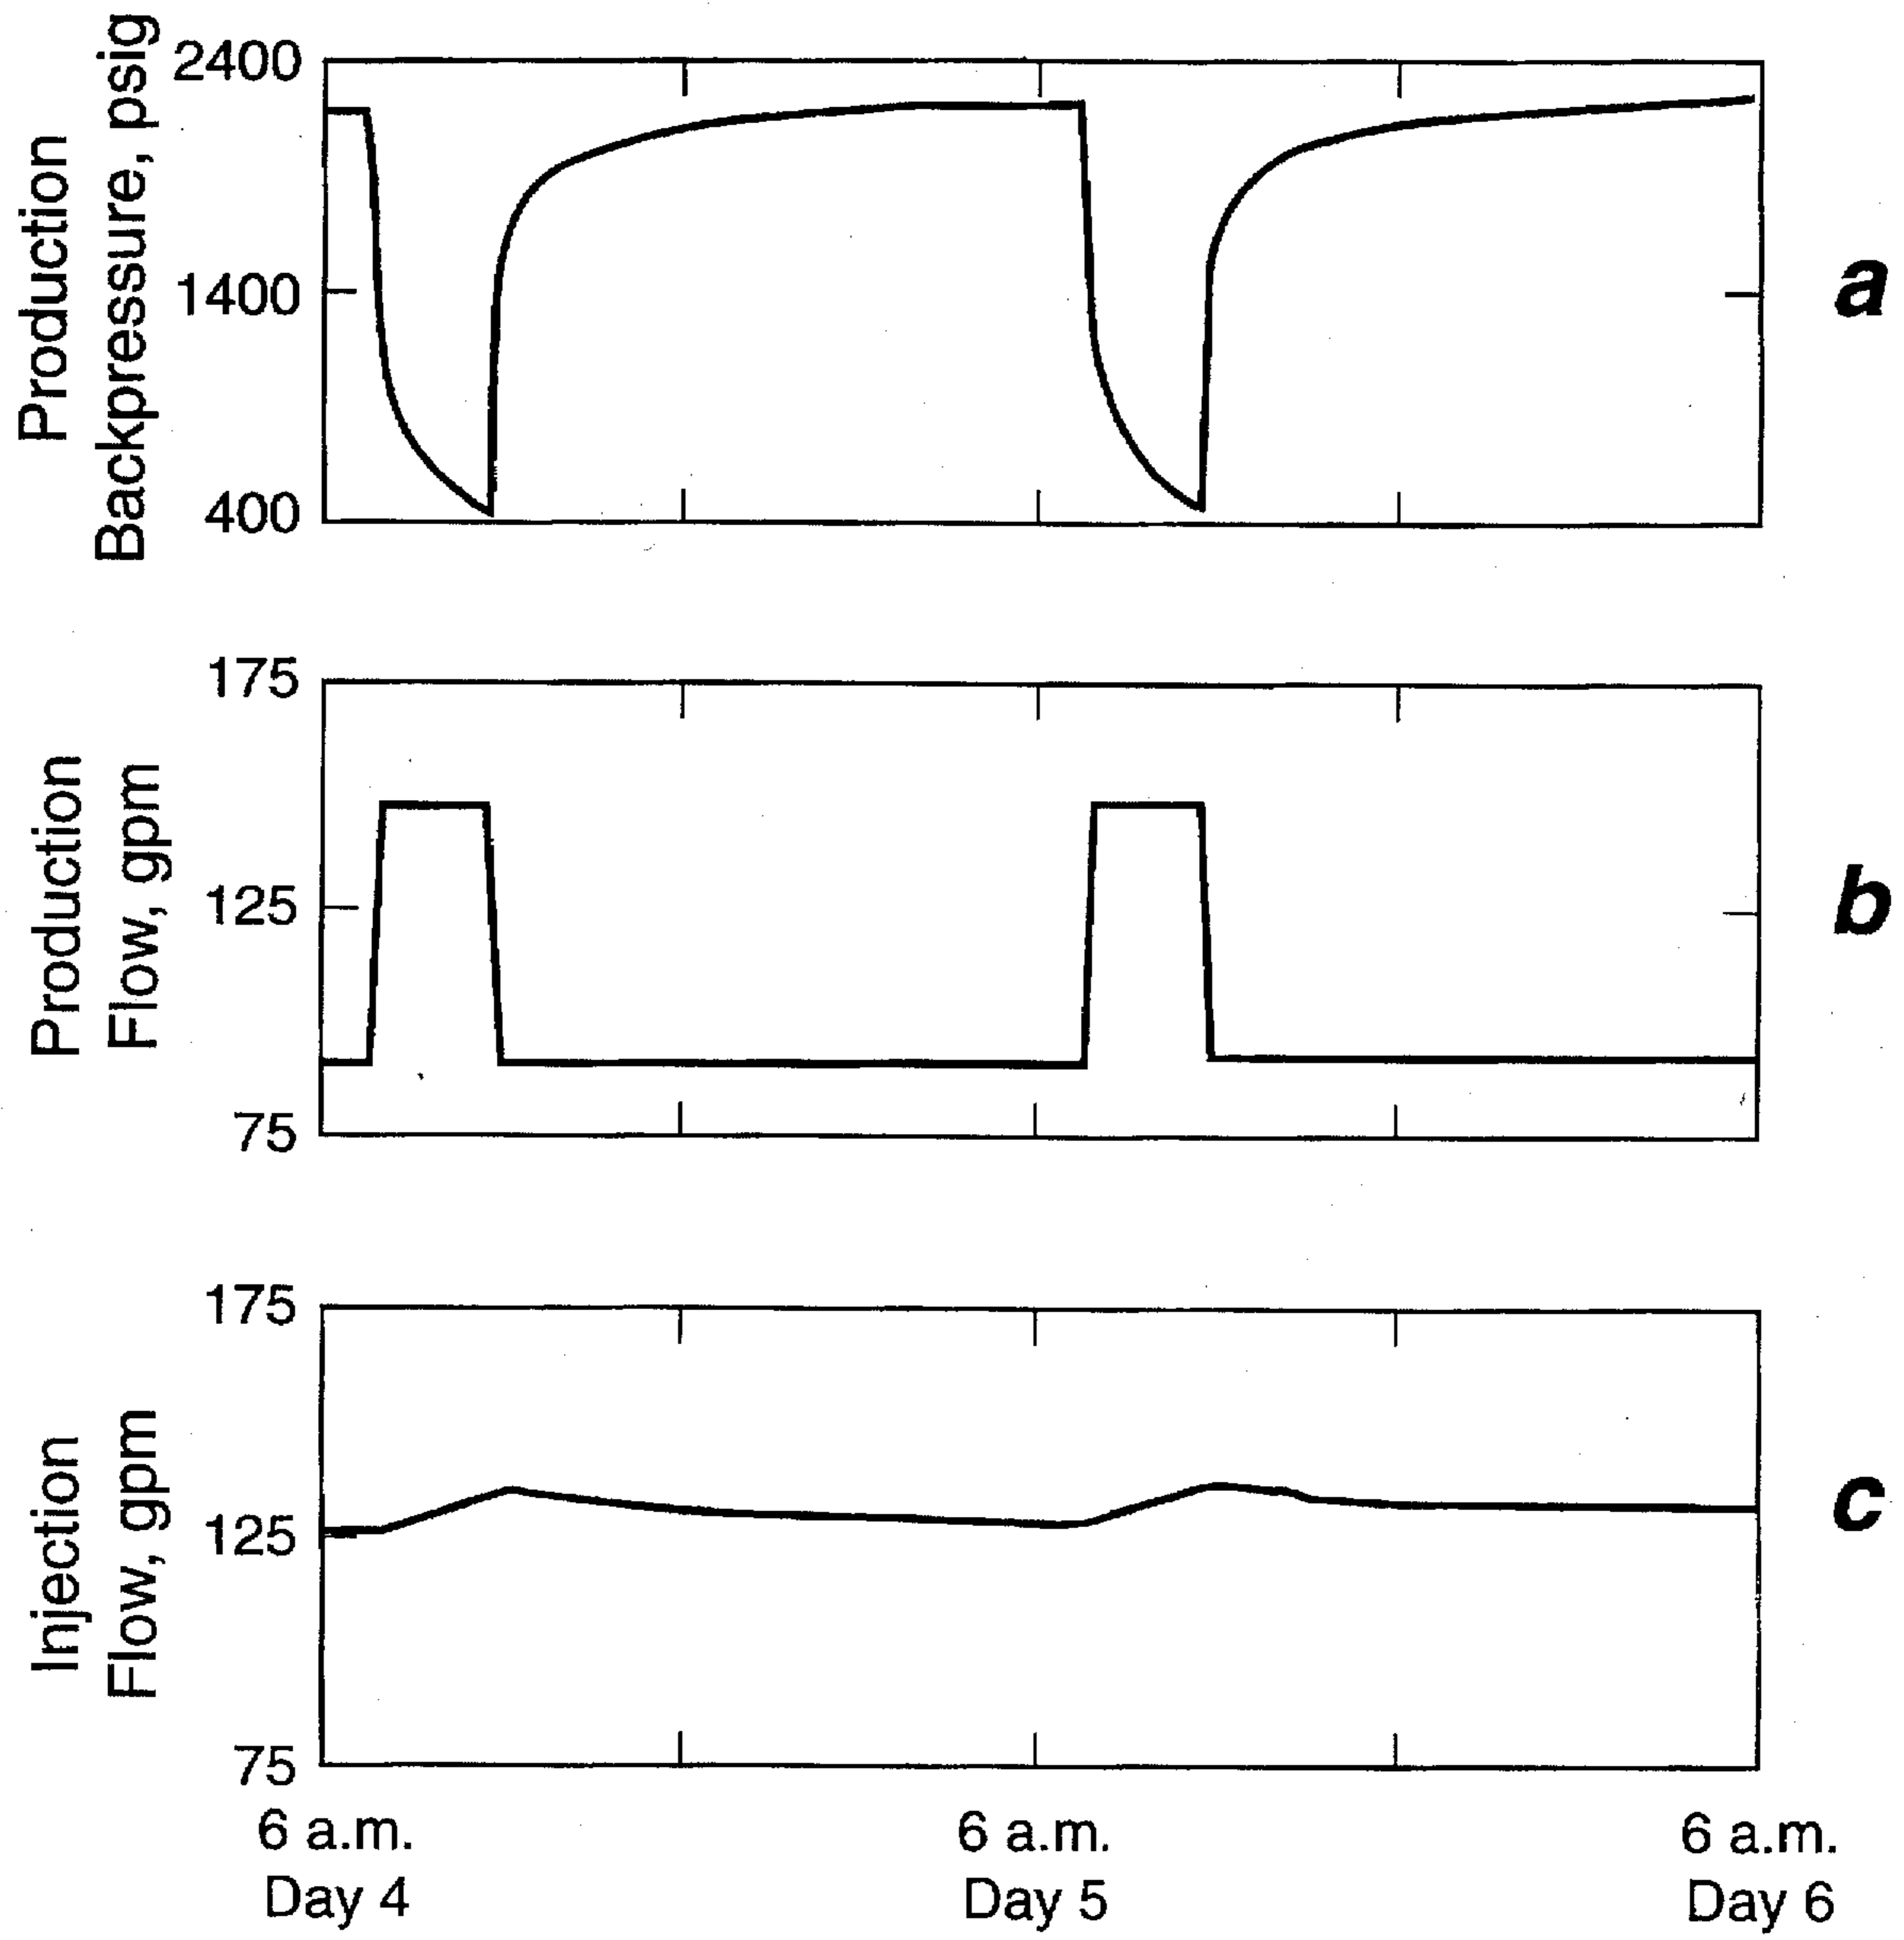 Production
Backpressure, psig
2400
1400
400
a
Production
Flow, gpm
175
125
75
b
Injection
Flow, gpm
175
125
75
c
6 a.m.
Day 4
6 a.m.
Day 5
6 a.m.
Day 6